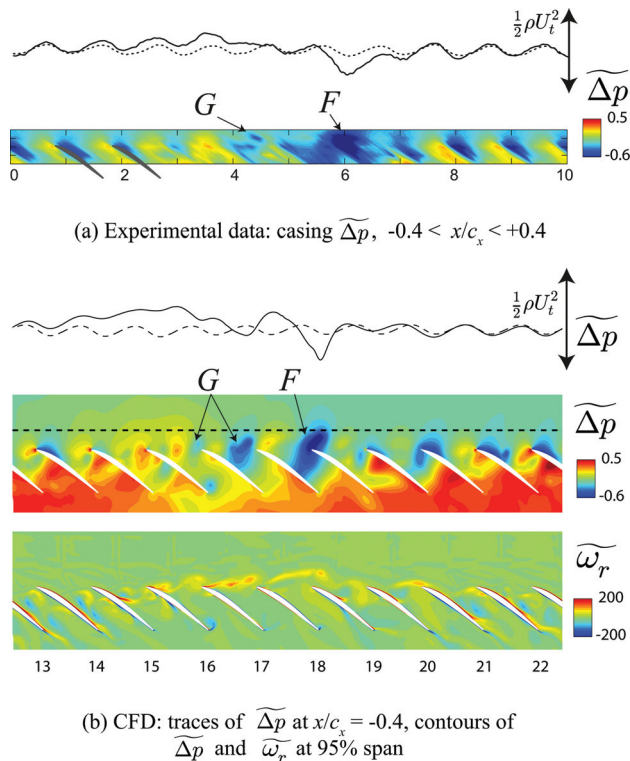 ½ρU_t²
Δp̃
G F
0.5
-0.6
0 2 4 6 8 10
(a) Experimental data: casing Δp̃, -0.4 < x/c_x < +0.4
½ρU_t²
Δp̃
G F
Δp̃
0.5
-0.6
ω̃_r
200
-200
13 14 15 16 17 18 19 20 21 22
(b) CFD: traces of Δp̃ at x/c_x = -0.4, contours of
Δp̃ and ω̃_r at 95% span